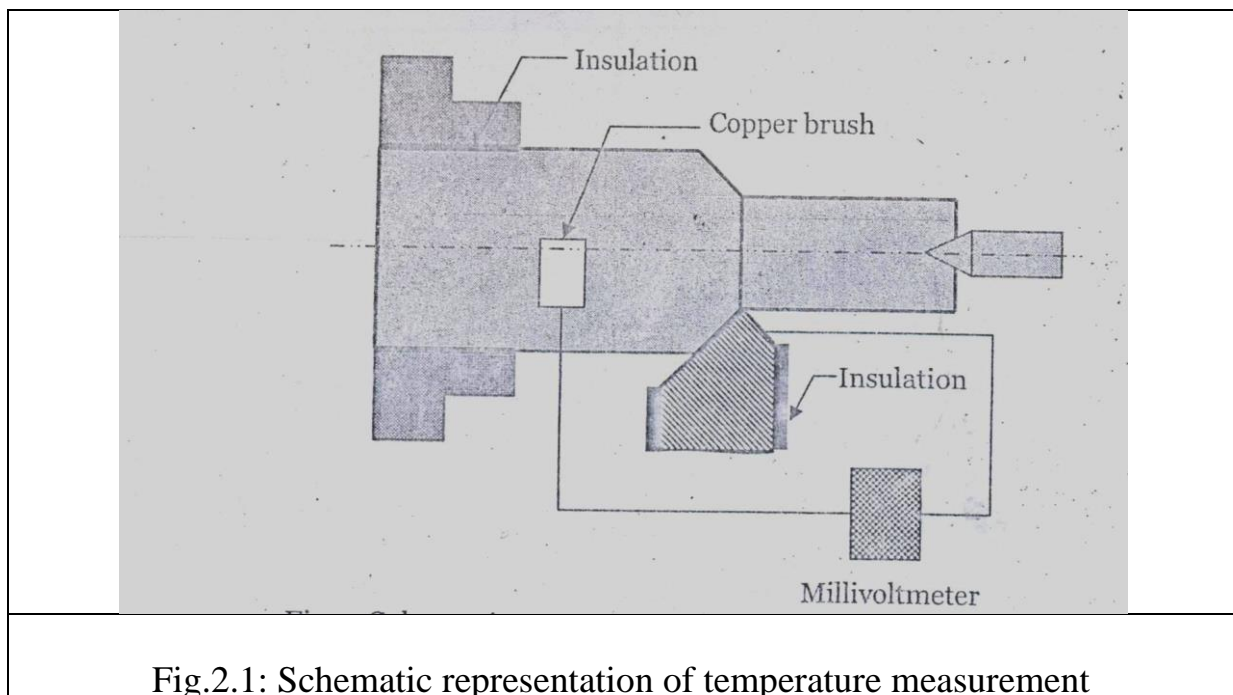 Insulation
Copper brush
Insulation
Millivoltmeter
Fig.2.1: Schematic representation of temperature measurement